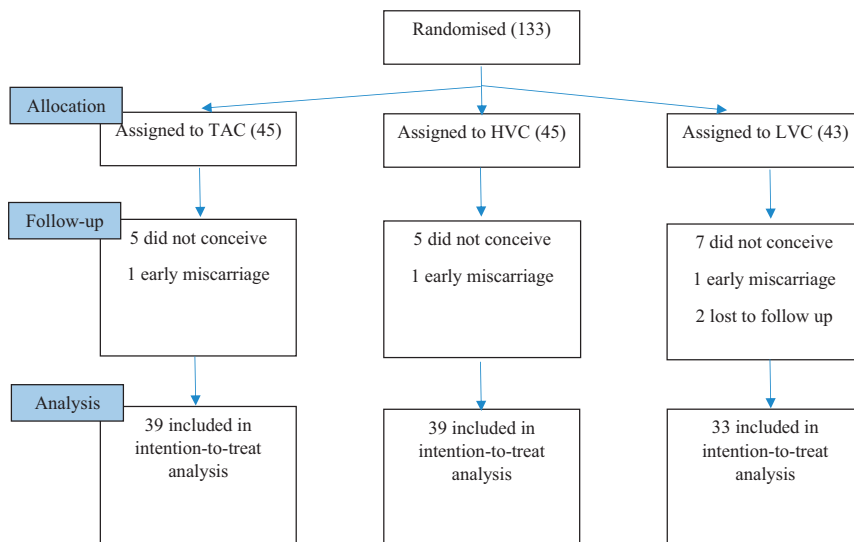 Randomised (133)
Allocation
Assigned to TAC (45)
Assigned to HVC (45)
Assigned to LVC (43)
Follow-up
5 did not conceive
1 early miscarriage
5 did not conceive
1 early miscarriage
7 did not conceive
1 early miscarriage
2 lost to follow up
Analysis
39 included in
intention-to-treat
analysis
39 included in
intention-to-treat
analysis
33 included in
intention-to-treat
analysis